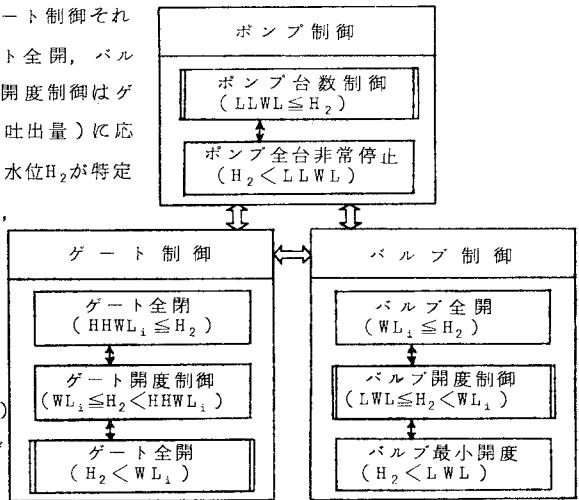 ート制御それ
ト全開，バル
開度制御はゲ
吐出量）に応
水位H₂が特定
，
)
ポンプ制御
ポンプ台数制御
(LLWL≦H₂)
ポンプ全台非常停止
(H₂<LLWL)
ゲート制御
ゲート全閉
(HHWLᵢ≦H₂)
ゲート開度制御
(WLᵢ≦H₂<HHWLᵢ)
ゲート全開
(H₂<WLᵢ)
バルブ制御
バルブ全開
(WLᵢ≦H₂)
バルブ開度制御
(LWL≦H₂<WLᵢ)
バルブ最小開度
(H₂<LWL)